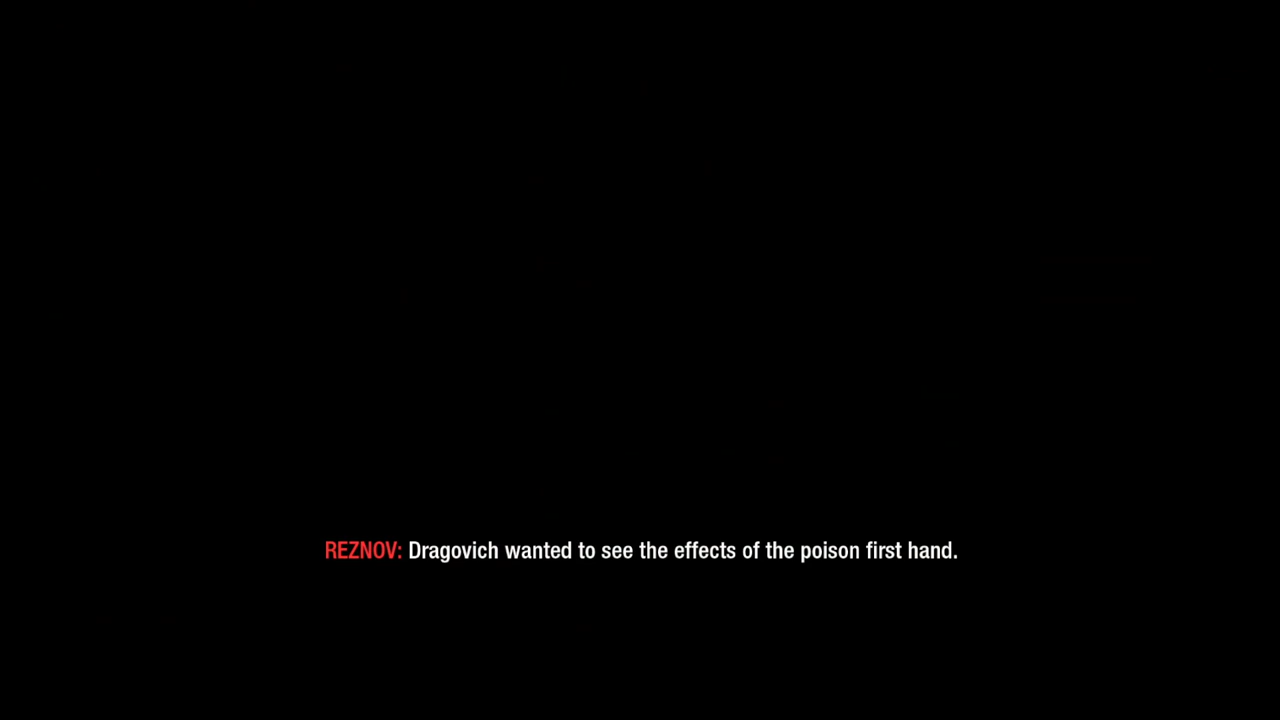 REZNOV: Dragovich wanted to see the effects of the poison first hand.